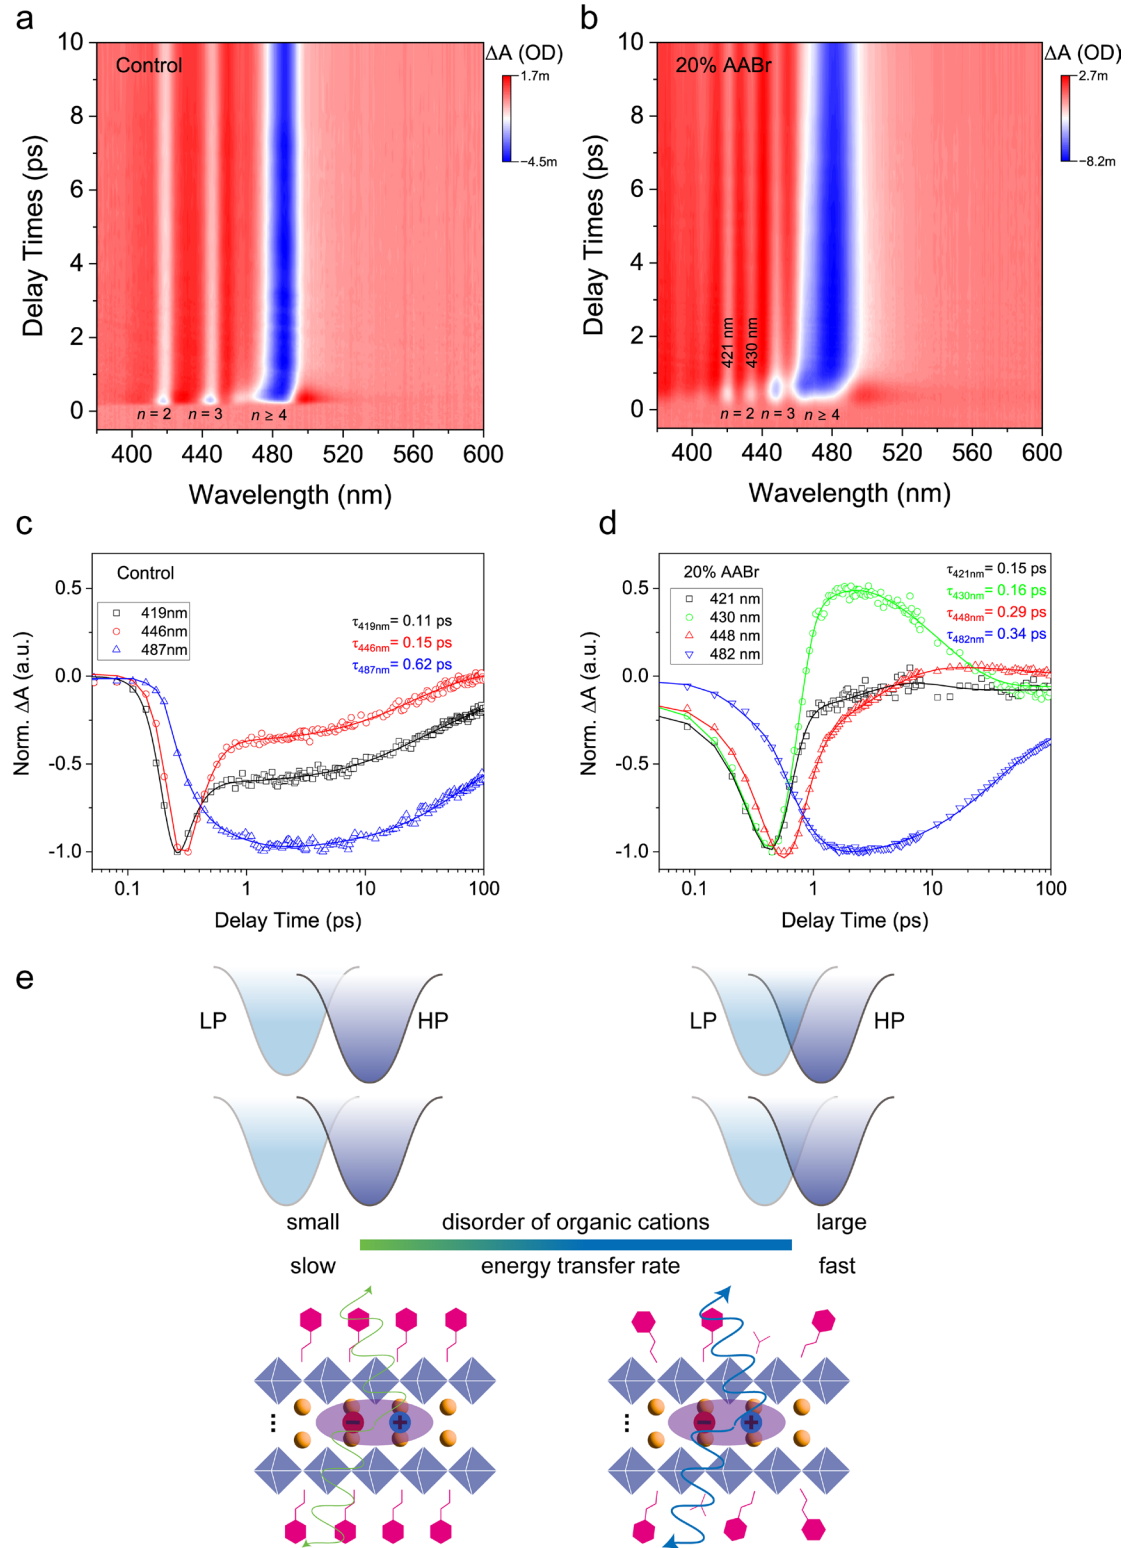 a
Control
ΔA (OD)
1.7m
−4.5m
10
8
6
4
2
0
Delay Times (ps)
n = 2
n = 3
n ≥ 4
400
440
480
520
560
600
Wavelength (nm)
b
20% AABr
ΔA (OD)
2.7m
−8.2m
10
8
6
4
2
0
Delay Times (ps)
421 nm
430 nm
n = 2
n = 3
n ≥ 4
400
440
480
520
560
600
Wavelength (nm)
c
Control
419nm
446nm
487nm
τ419nm= 0.11 ps
τ446nm= 0.15 ps
τ487nm= 0.62 ps
0.5
0.0
-0.5
-1.0
Norm. ΔA (a.u.)
0.1
1
10
100
Delay Time (ps)
d
20% AABr
421 nm
430 nm
448 nm
482 nm
τ421nm= 0.15 ps
τ430nm= 0.16 ps
τ448nm= 0.29 ps
τ482nm= 0.34 ps
0.5
0.0
-0.5
-1.0
Norm. ΔA (a.u.)
0.1
1
10
100
Delay Time (ps)
e
LP
HP
LP
HP
small
disorder of organic cations
large
slow
energy transfer rate
fast
...
−
+
...
−
+